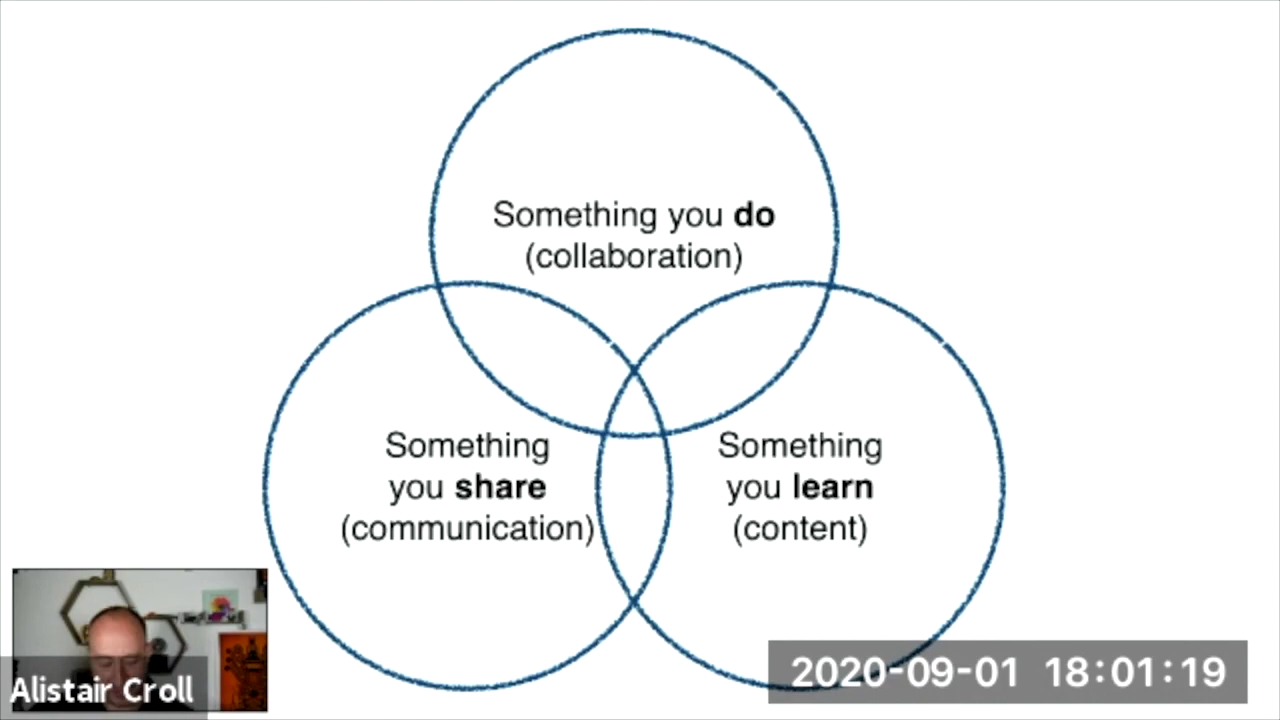 Something you do
(collaboration)
Something
you share
(communication)
Something
you learn
(content)
Alistair Croll
2020-09-01 18:01:19